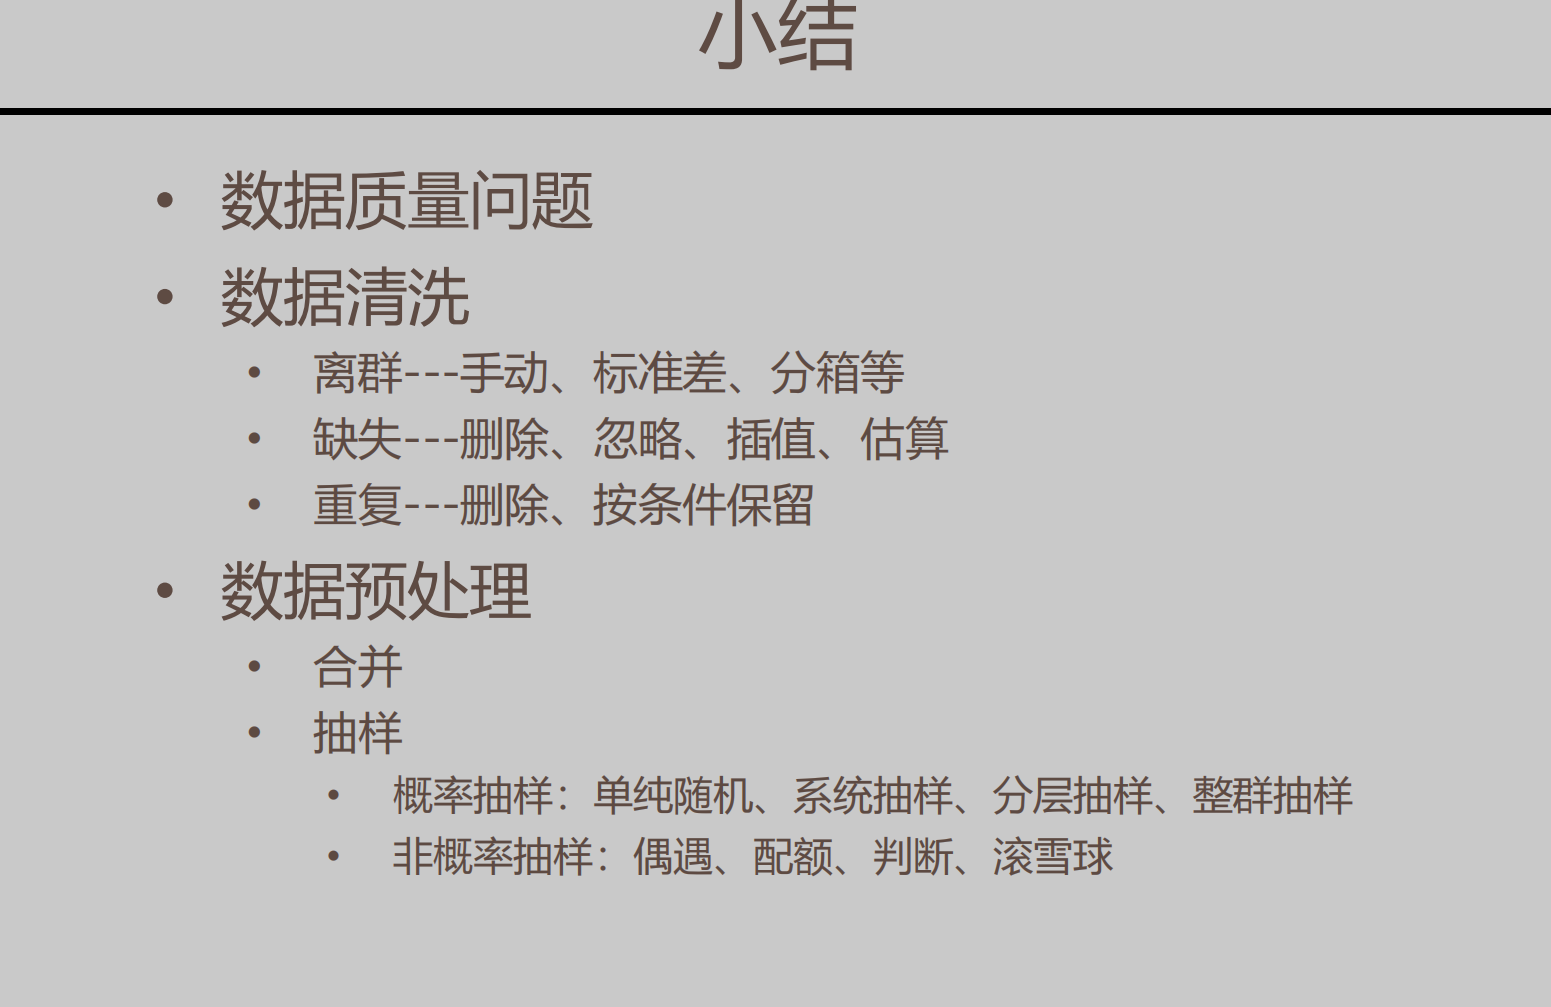 小结
• 数据质量问题
• 数据清洗
• 离群---手动、标准差、分箱等
• 缺失---删除、忽略、插值、估算
• 重复---删除、按条件保留
• 数据预处理
• 合并
• 抽样
• 概率抽样：单纯随机、系统抽样、分层抽样、整群抽样
• 非概率抽样：偶遇、配额、判断、滚雪球